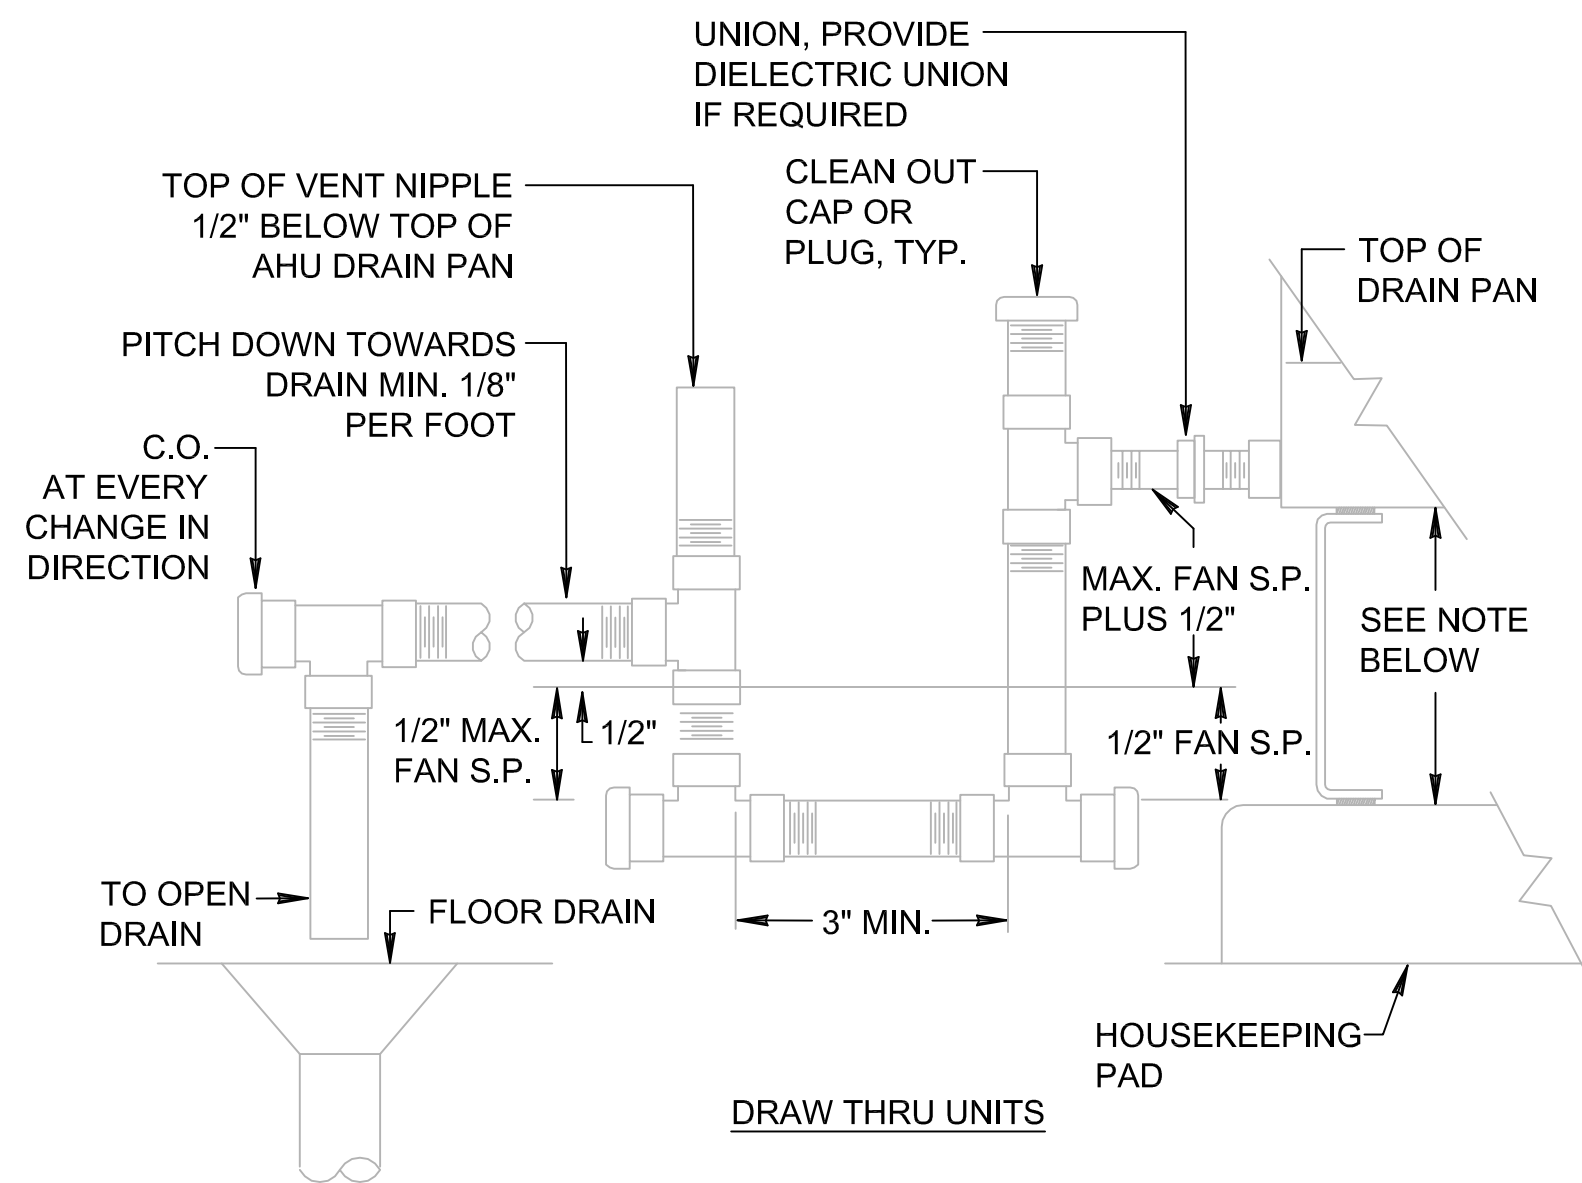 UNION, PROVIDE
DIELECTRIC UNION
IF REQUIRED
TOP OF VENT NIPPLE
1/2" BELOW TOP OF
AHU DRAIN PAN
CLEAN OUT
CAP OR
PLUG, TYP.
TOP OF
DRAIN PAN
PITCH DOWN TOWARDS
DRAIN MIN. 1/8"
PER FOOT
C.O.
AT EVERY
CHANGE IN
DIRECTION
MAX. FAN S.P.
PLUS 1/2"
SEE NOTE
BELOW
1/2" MAX.
FAN S.P.
1/2"
1/2" FAN S.P.
TO OPEN
DRAIN
FLOOR DRAIN
3" MIN.
HOUSEKEEPING
PAD
DRAW THRU UNITS